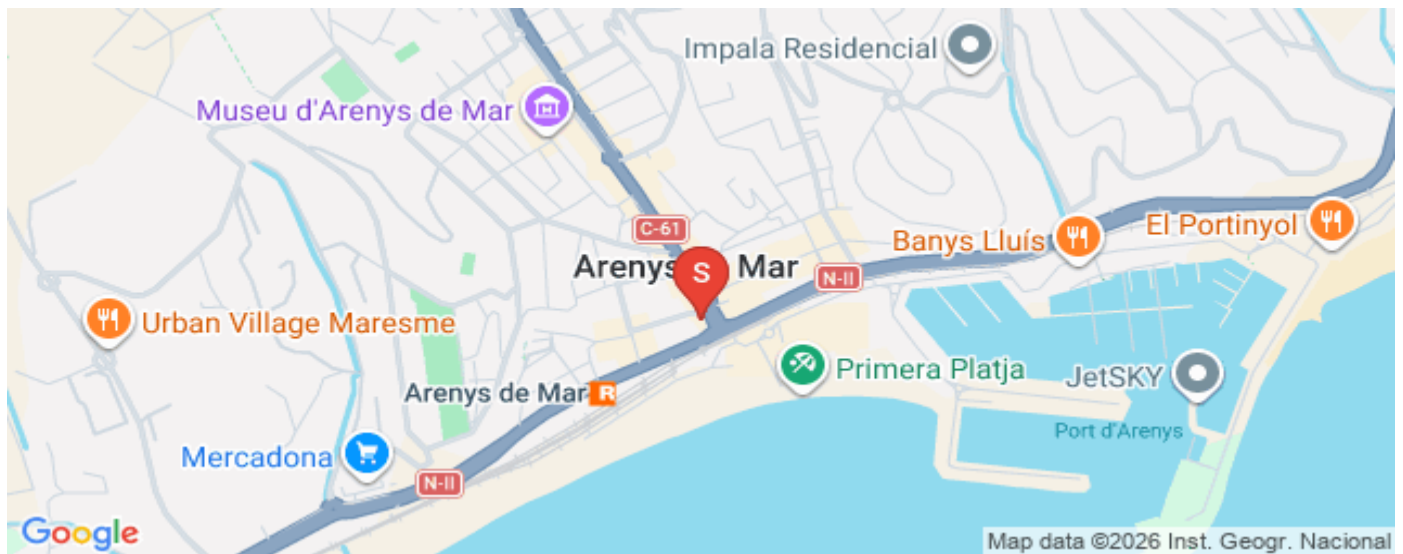 Impala Residencial
Museu d'Arenys de Mar
C-61
El Portinyol
Banys Lluís
Arenys
S
Mar
N-II
Urban Village Maresme
Primera Platja
JetSKY
Arenys de Mar
R
Port d'Arenys
Mercadona
N-II
Google
Map data ©2026 Inst. Geogr. Nacional